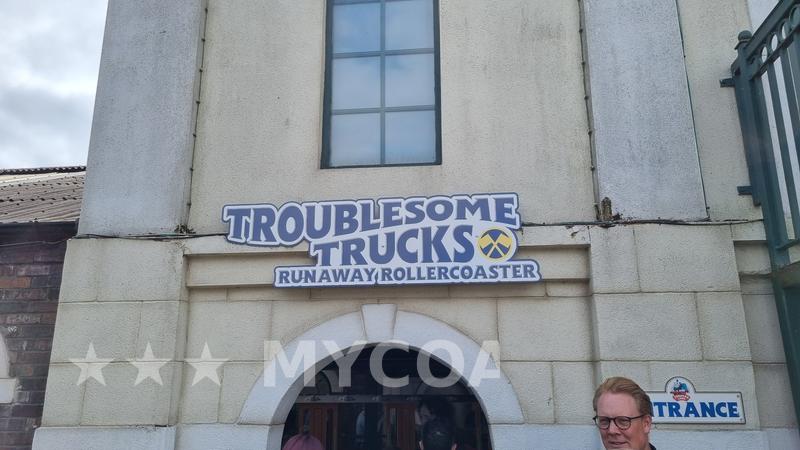 TROUBLESOME
TRUCKS
RUNAWAY ROLLERCOASTER
★★★ MYCOA
TRANCE